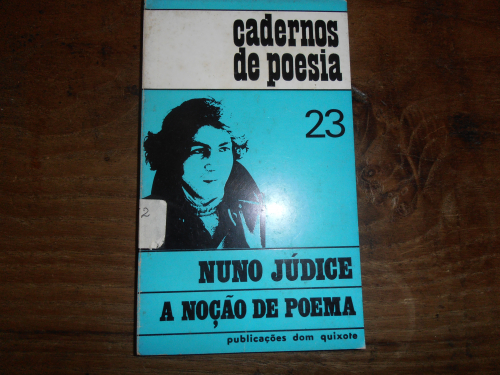 cadernos
de poesia
23
2
NUNO JÚDICE
A NOÇÃO DE POEMA
publicações dom quixote